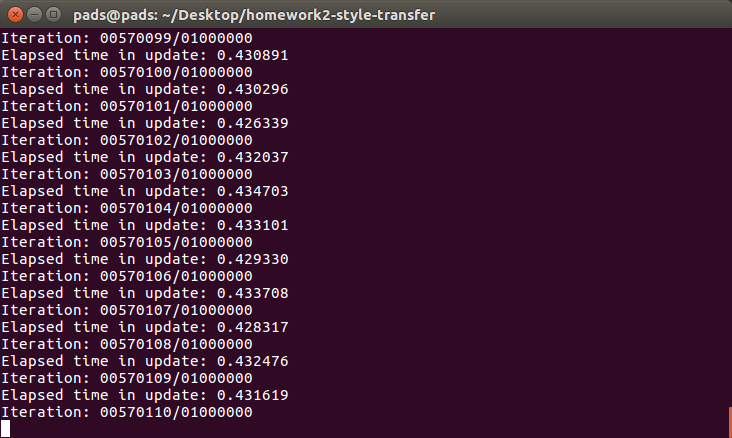 pads@pads: ~/Desktop/homework2-style-transfer
Iteration: 00570099/01000000
Elapsed time in update: 0.430891
Iteration: 00570100/01000000
Elapsed time in update: 0.430296
Iteration: 00570101/01000000
Elapsed time in update: 0.426339
Iteration: 00570102/01000000
Elapsed time in update: 0.432037
Iteration: 00570103/01000000
Elapsed time in update: 0.434703
Iteration: 00570104/01000000
Elapsed time in update: 0.433101
Iteration: 00570105/01000000
Elapsed time in update: 0.429330
Iteration: 00570106/01000000
Elapsed time in update: 0.433708
Iteration: 00570107/01000000
Elapsed time in update: 0.428317
Iteration: 00570108/01000000
Elapsed time in update: 0.432476
Iteration: 00570109/01000000
Elapsed time in update: 0.431619
Iteration: 00570110/01000000